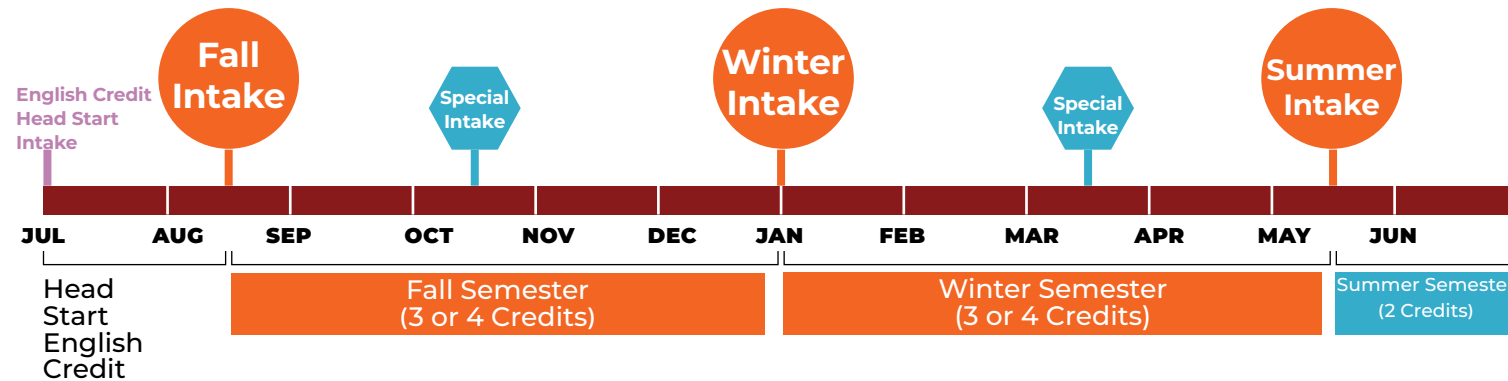 English Credit
Head Start
Intake
Fall
Intake
Special
Intake
Winter
Intake
Special
Intake
Summer
Intake
JUL
AUG
SEP
OCT
NOV
DEC
JAN
FEB
MAR
APR
MAY
JUN
Head
Start
English
Credit
Fall Semester
(3 or 4 Credits)
Winter Semester
(3 or 4 Credits)
Summer Semeste
(2 Credits)